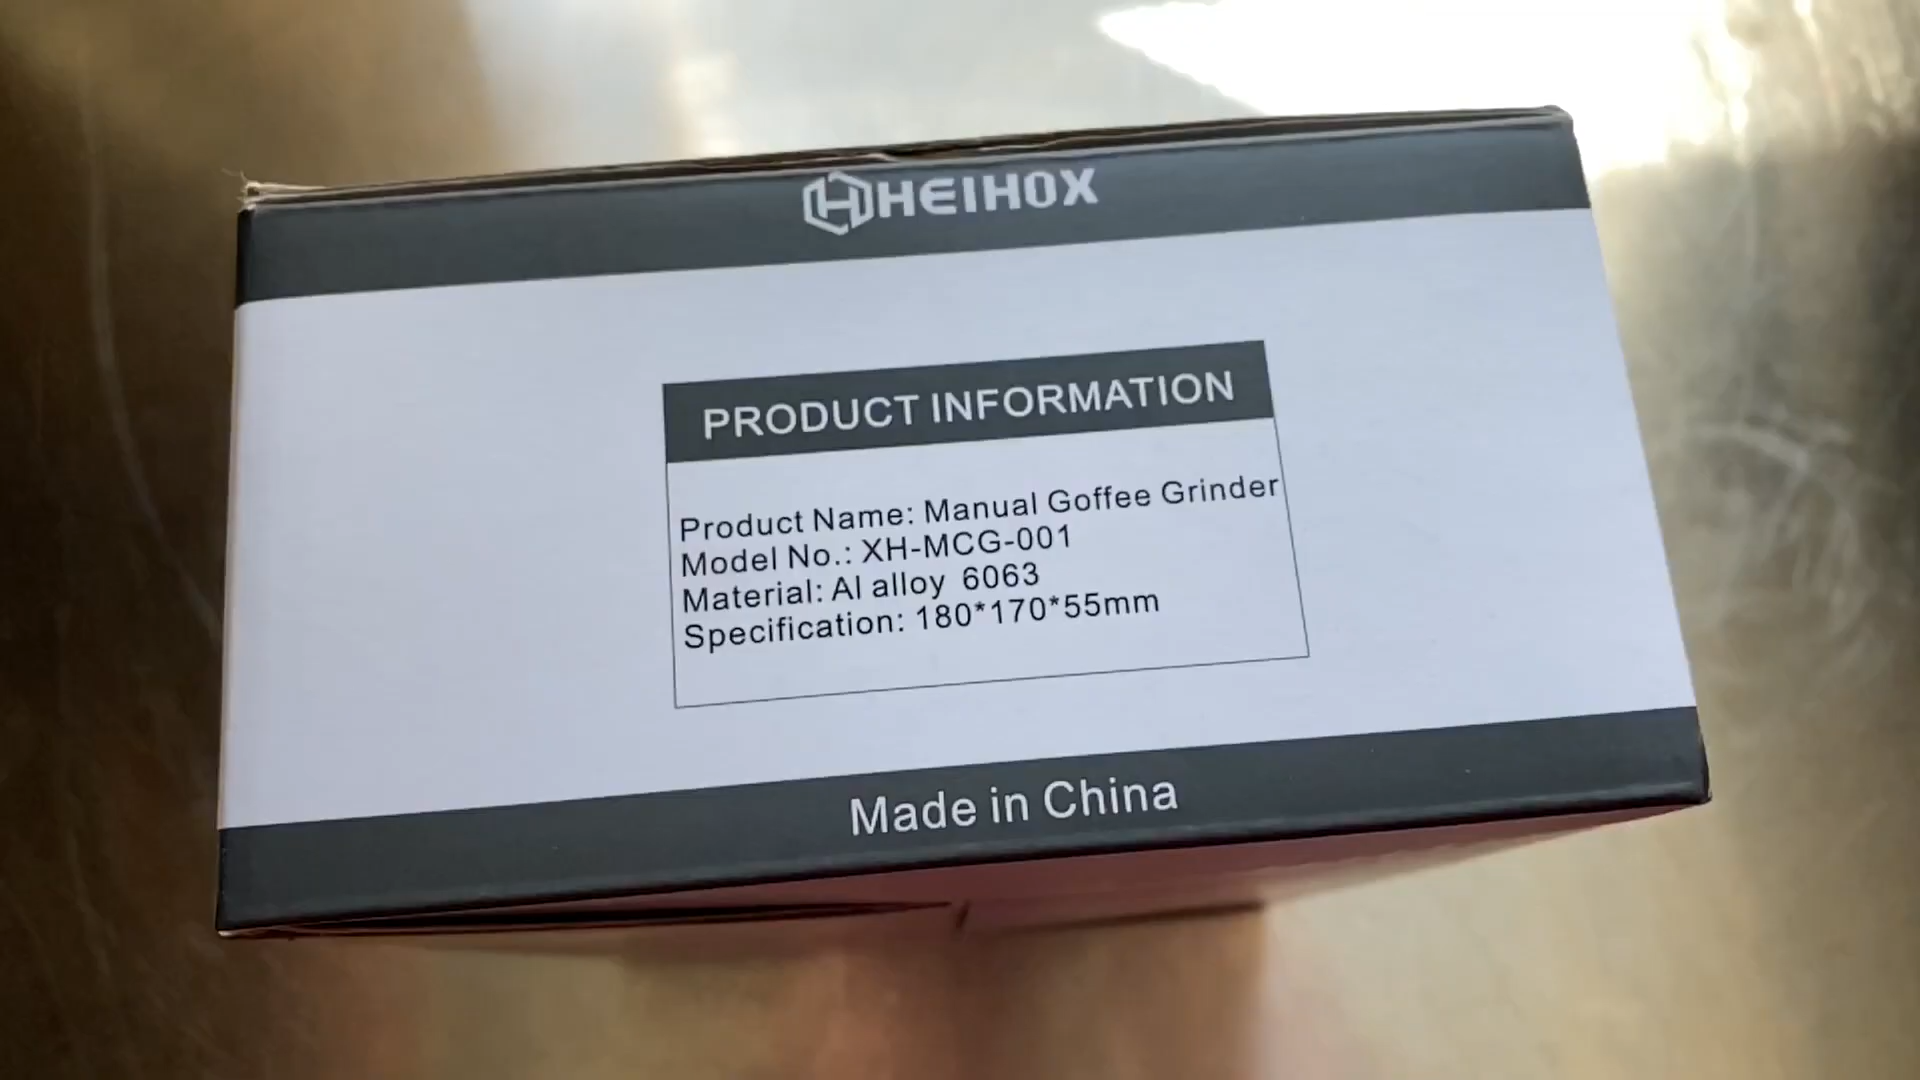 HEIHOX
PRODUCT INFORMATION
Product Name: Manual Goffee Grinder
Model No.: XH-MCG-001
Material: Al alloy 6063
Specification: 180*170*55mm
Made in China